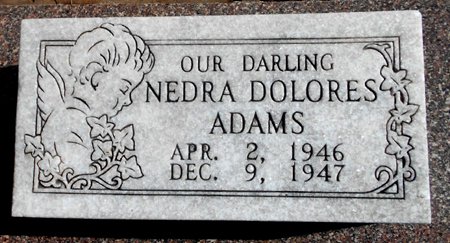 OUR DARLING
NEDRA DOLORES
ADAMS
APR. 2, 1946
DEC. 9, 1947